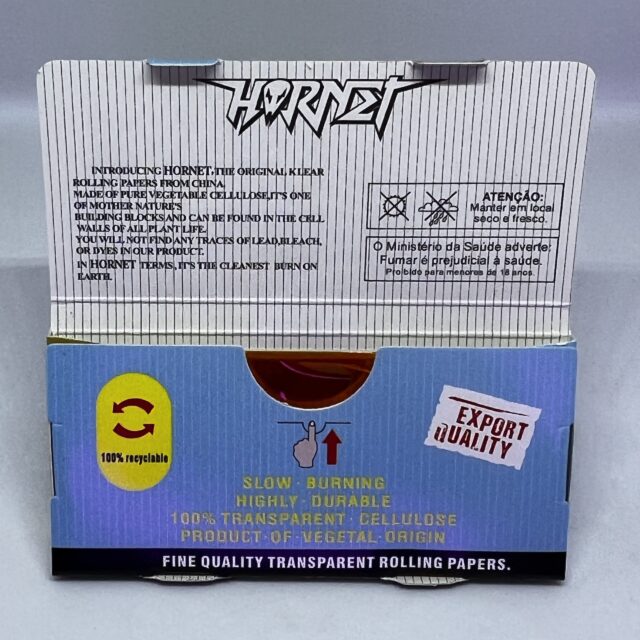 HORNET
INTRODUCING HORNET, THE ORIGINAL KLEAR
ROLLING PAPERS FROM CHINA.
MADE OF PURE VEGETABLE CELLULOSE,IT'S ONE
OF MOTHER NATURE'S
BUILDING BLOCKS AND CAN BE FOUND IN THE CELL
WALLS OF ALL PLANT LIFE.
YOU WILL NOT FIND ANY TRACES OF LEAD,BLEACH,
OR DYES IN OUR PRODUCT.
IN HORNET TERMS, IT'S THE CLEANEST BURN ON
EARTH.
ATENÇÃO:
Manter em local
seco e fresco.
O Ministério da Saúde adverte:
Fumar é prejudicial à saúde.
Proibido para menores de 18 anos.
100% recyclable
EXPORT
QUALITY
SLOW · BURNING
HIGHLY · DURABLE
100% TRANSPARENT · CELLULOSE
PRODUCT · OF · VEGETAL · ORIGIN
FINE QUALITY TRANSPARENT ROLLING PAPERS.